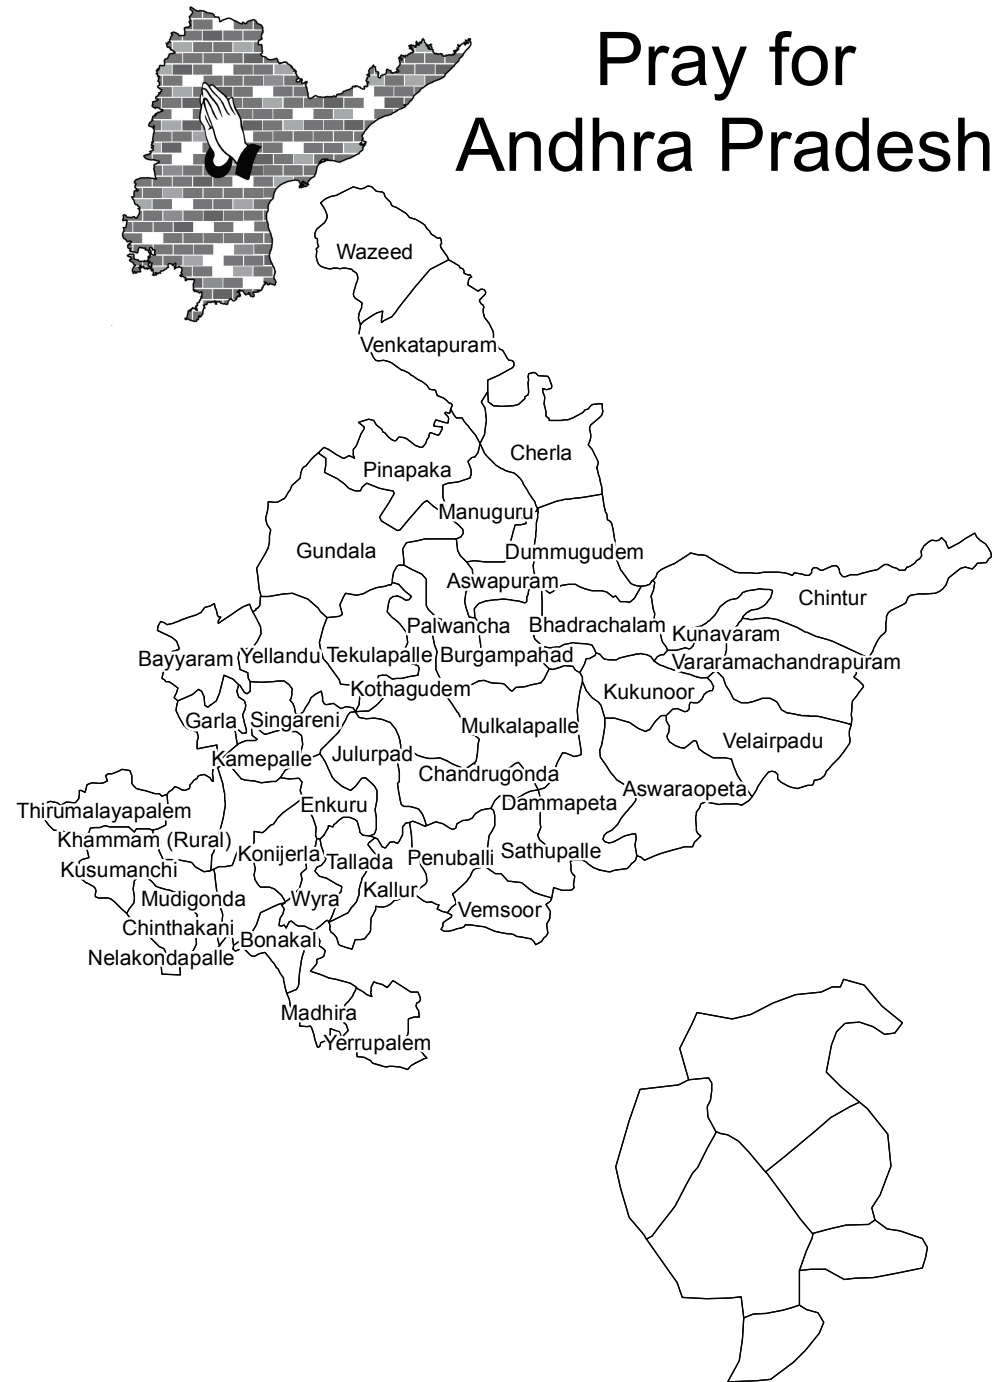 Pray for
Andhra Pradesh
Wazeed
Venkatapuram
Cherla
Pinapaka
Manuguru
Gundala
Dummugudem
Aswapuram
Chintur
Palwancha
Bhadrachalam
Kunavaram
Bayyaram
Yellandu
Tekulapalle
Burgampahad
Vararamachandrapuram
Kothagudem
Kukunoor
Garla
Singareni
Mulkalapalle
Velairpadu
Kamepalle
Julurpad
Chandrugonda
Aswaraopeta
Enkuru
Dammapeta
Thirumalayapalem
Khammam (Rural)
Konijerla
Tallada
Penuballi
Sathupalle
Kusumanchi
Kallur
Mudigonda
Wyra
Vemsoor
Chinthakani
Bonakal
Nelakondapalle
Madhira
Yerrupalem